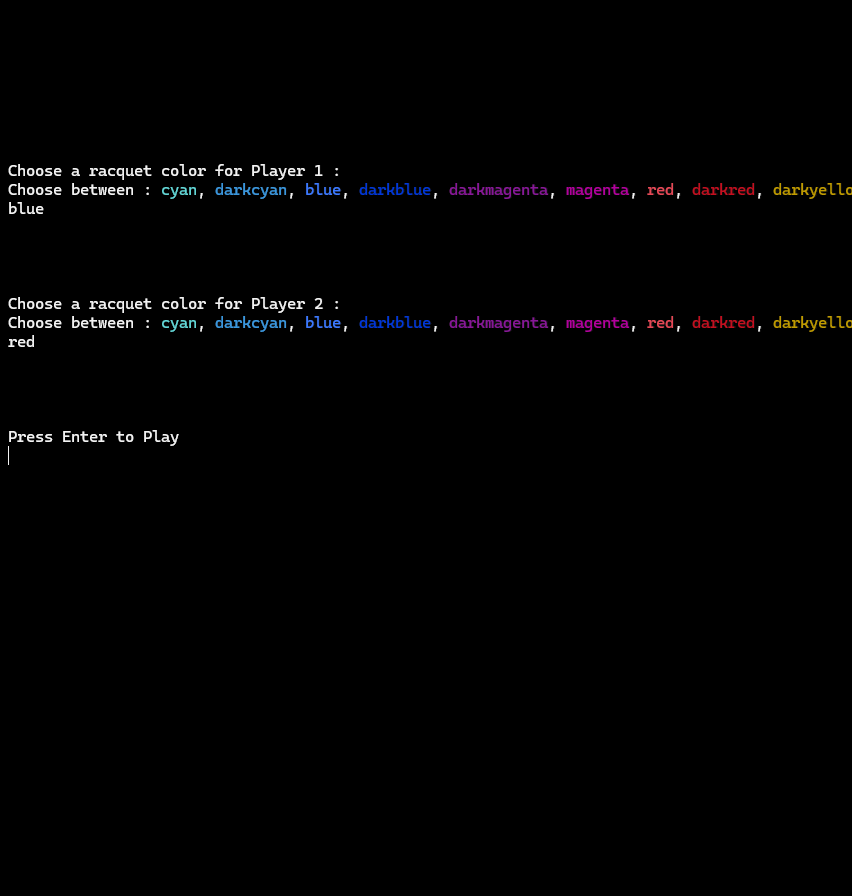 Choose a racquet color for Player 1 :
Choose between : cyan, darkcyan, blue, darkblue, darkmagenta, magenta, red, darkred, darkyello
blue
Choose a racquet color for Player 2 :
Choose between : cyan, darkcyan, blue, darkblue, darkmagenta, magenta, red, darkred, darkyello
red
Press Enter to Play